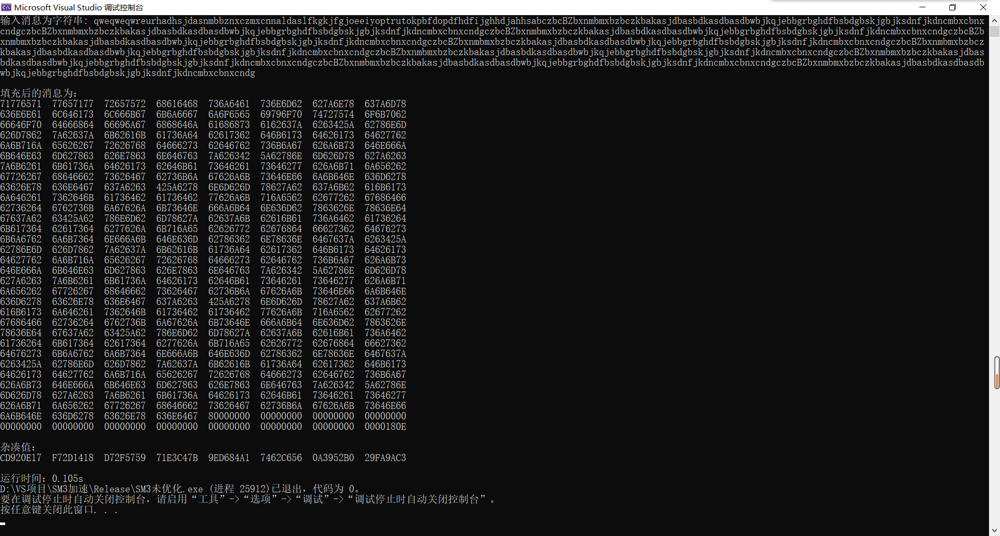 Microsoft Visual Studio 调试控制台
输入消息为字符串: qweqweqwreurhadhsjdasnmbbznxczmxcnnaldaslfkgkjfgjoeeiyoptrutokpbfdopdfhdfijghhdjahhsabczbcBZbxnmbmxbzbczkbakasjdbasbdkasdbasdbwbjkqjebbgrbghdfbsbdgbskjgbjksdnfjkdncmbxcbnx
cndgczbcBZbxnmbmxbzbczkbakasjdbasbdkasdbasdbwbjkqjebbgrbghdfbsbdgbskjgbjksdnfjkdncmbxcbnxcndgczbcBZbxnmbmxbzbczkbakasjdbasbdkasdbasdbwbjkqjebbgrbghdfbsbdgbskjgbjksdnfjkdncmbxcbnxcndgczbcBZb
xnmbmxbzbczkbakasjdbasbdkasdbasdbwbjkqjebbgrbghdfbsbdgbskjgbjksdnfjkdncmbxcbnxcndgczbcBZbxnmbmxbzbczkbakasjdbasbdkasdbasdbwbjkqjebbgrbghdfbsbdgbskjgbjksdnfjkdncmbxcbnxcndgczbcBZbxnmbmxbzbcz
kbakasjdbasbdkasdbasdbwbjkqjebbgrbghdfbsbdgbskjgbjksdnfjkdncmbxcbnxcndgczbcBZbxnmbmxbzbczkbakasjdbasbdkasdbasdbwbjkqjebbgrbghdfbsbdgbskjgbjksdnfjkdncmbxcbnxcndgczbcBZbxnmbmxbzbczkbakasjdbas
bdkasdbasdbwbjkqjebbgrbghdfbsbdgbskjgbjksdnfjkdncmbxcbnxcndgczbcBZbxnmbmxbzbczkbakasjdbasbdkasdbasdbwbjkqjebbgrbghdfbsbdgbskjgbjksdnfjkdncmbxcbnxcndgczbcBZbxnmbmxbzbczkbakasjdbasbdkasdbasdb
wbjkqjebbgrbghdfbsbdgbskjgbjksdnfjkdncmbxcbnxcndg
填充后的消息为:
71776571 77657177 72657572 68616468 736A6461 736E6D62 627A6E78 637A6D78
636E6E61 6C646173 6C666B67 6B6A6667 6A6F6565 69796F70 74727574 6F6B7062
66646F70 64666864 66696A67 6868646A 61686873 6162637A 6263425A 62786E6D
626D7862 7A62637A 6B62616B 61736A64 62617362 646B6173 64626173 64627762
6A6B716A 65626267 72626768 64666273 62646762 736B6A67 626A6B73 646E666A
6B646E63 6D627863 626E7863 6E646763 7A626342 5A62786E 6D626D78 627A6263
7A6B6261 6B61736A 64626173 62646B61 73646261 73646277 626A6B71 6A656262
67726267 68646662 73626467 62736B6A 67626A6B 73646E66 6A6B646E 636D6278
63626E78 636E6467 637A6263 425A6278 6E6D626D 78627A62 637A6B62 616B6173
6A646261 7362646B 61736462 61736462 77626A6B 716A6562 62677262 67686466
62736264 6762736B 6A67626A 6B73646E 666A6B64 6E636D62 7863626E 78636E64
67637A62 63425A62 786E6D62 6D78627A 62637A6B 62616B61 736A6462 61736264
6B617364 62617364 6277626A 6B716A65 62626772 62676864 66627362 64676273
6B6A6762 6A6B7364 6E666A6B 646E636D 62786362 6E78636E 6467637A 6263425A
62786E6D 626D7862 7A62637A 6B62616B 61736A64 62617362 646B6173 64626173
64627762 6A6B716A 65626267 72626768 64666273 62646762 736B6A67 626A6B73
646E666A 6B646E63 6D627863 626E7863 6E646763 7A626342 5A62786E 6D626D78
627A6263 7A6B6261 6B61736A 64626173 62646B61 73646261 73646277 626A6B71
6A656262 67726267 68646662 73626467 62736B6A 67626A6B 73646E66 6A6B646E
636D6278 63626E78 636E6467 637A6263 425A6278 6E6D626D 78627A62 637A6B62
616B6173 6A646261 7362646B 61736462 61736462 77626A6B 716A6562 62677262
67686466 62736264 6762736B 6A67626A 6B73646E 666A6B64 6E636D62 7863626E
78636E64 67637A62 63425A62 786E6D62 6D78627A 62637A6B 62616B61 736A6462
61736264 6B617364 62617364 6277626A 6B716A65 62626772 62676864 66627362
64676273 6B6A6762 6A6B7364 6E666A6B 646E636D 62786362 6E78636E 6467637A
6263425A 62786E6D 626D7862 7A62637A 6B62616B 61736A64 62617362 646B6173
64626173 64627762 6A6B716A 65626267 72626768 64666273 62646762 736B6A67
626A6B73 646E666A 6B646E63 6D627863 626E7863 6E646763 7A626342 5A62786E
6D626D78 627A6263 7A6B6261 6B61736A 64626173 62646B61 73646261 73646277
626A6B71 6A656262 67726267 68646662 73626467 62736B6A 67626A6B 73646E66
6A6B646E 636D6278 63626E78 636E6467 80000000 00000000 00000000 00000000
00000000 00000000 00000000 00000000 00000000 00000000 00000000 0000180E
杂凑值:
CD920E17 F72D1418 D72F5759 71E3C47B 9ED684A1 7462C656 0A3952B0 29FA9AC3
运行时间: 0.105s
D:\VS项目\SM3加速\Release\SM3未优化.exe (进程 25912)已退出，代码为 0。
要在调试停止时自动关闭控制台，请启用“工具”->“选项”->“调试”->“调试停止时自动关闭控制台”。
按任意键关闭此窗口. . .